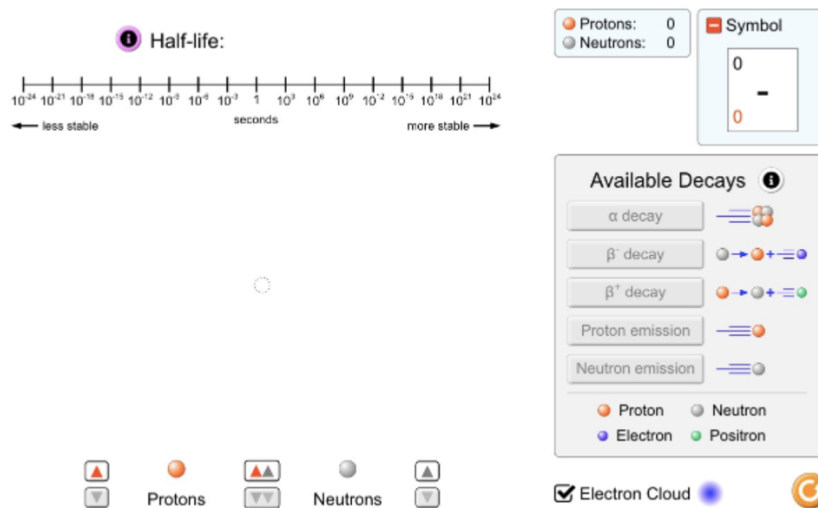 Half-life:
10⁻²⁴ 10⁻²¹ 10⁻¹⁸ 10⁻¹⁵ 10⁻¹² 10⁻⁹ 10⁻⁶ 10⁻³ 1 10³ 10⁶ 10⁹ 10¹² 10¹⁵ 10¹⁸ 10²¹ 10²⁴
less stable
seconds
more stable
Protons: 0
Neutrons: 0
Symbol
0
-
0
Available Decays
α decay
β⁻ decay
β⁺ decay
Proton emission
Neutron emission
Proton Neutron
Electron Positron
Protons
Neutrons
Electron Cloud